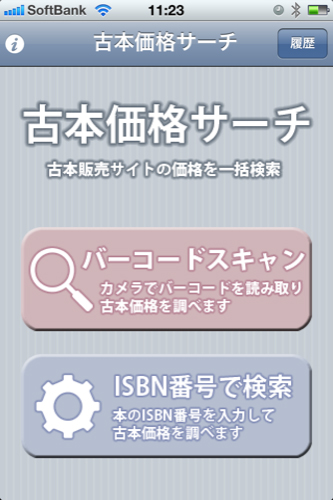 SoftBank 11:23
古本価格サーチ 履歴
古本価格サーチ
古本販売サイトの価格を一括検索
バーコードスキャン
カメラでバーコードを読み取り
古本価格を調べます
ISBN番号で検索
本のISBN番号を入力して
古本価格を調べます